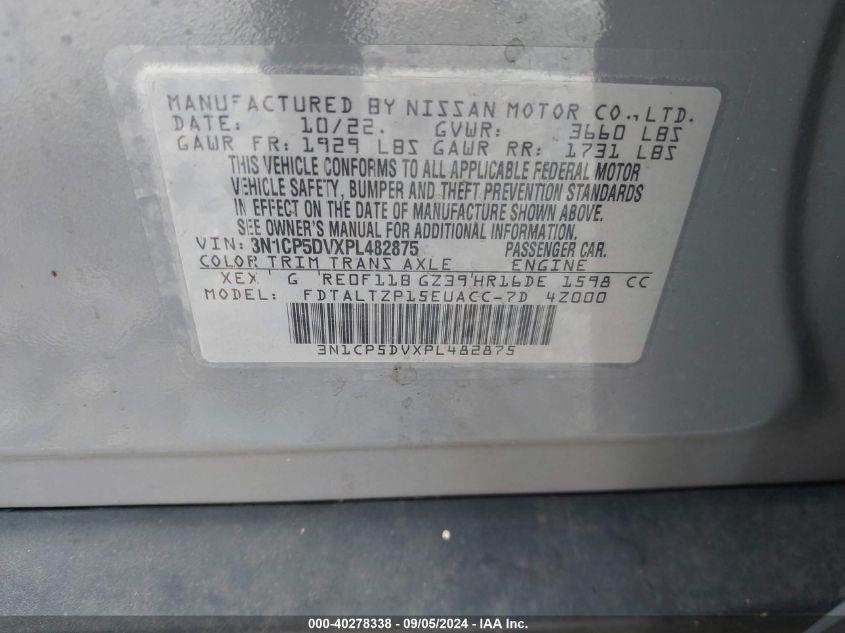 MANUFACTURED BY NISSAN MOTOR CO., LTD.
DATE: 10/22. GVWR: 3660 LBS
GAWR FR: 1929 LBS GAWR RR: 1731 LBS
THIS VEHICLE CONFORMS TO ALL APPLICABLE FEDERAL MOTOR
VEHICLE SAFETY, BUMPER AND THEFT PREVENTION STANDARDS
IN EFFECT ON THE DATE OF MANUFACTURE SHOWN ABOVE.
SEE OWNER'S MANUAL FOR ADDITIONAL INFORMATION.
VIN: 3N1CP5DVXPL482875 PASSENGER CAR.
COLOR TRIM TRANS AXLE ENGINE
XEX G RE0F11B GZ39 HR16DE 1598 CC
MODEL: FDTALTZP15EUACC-7D 4Z000
3N1CP5DVXPL482875
000-40278338 - 09/05/2024 - IAA Inc.